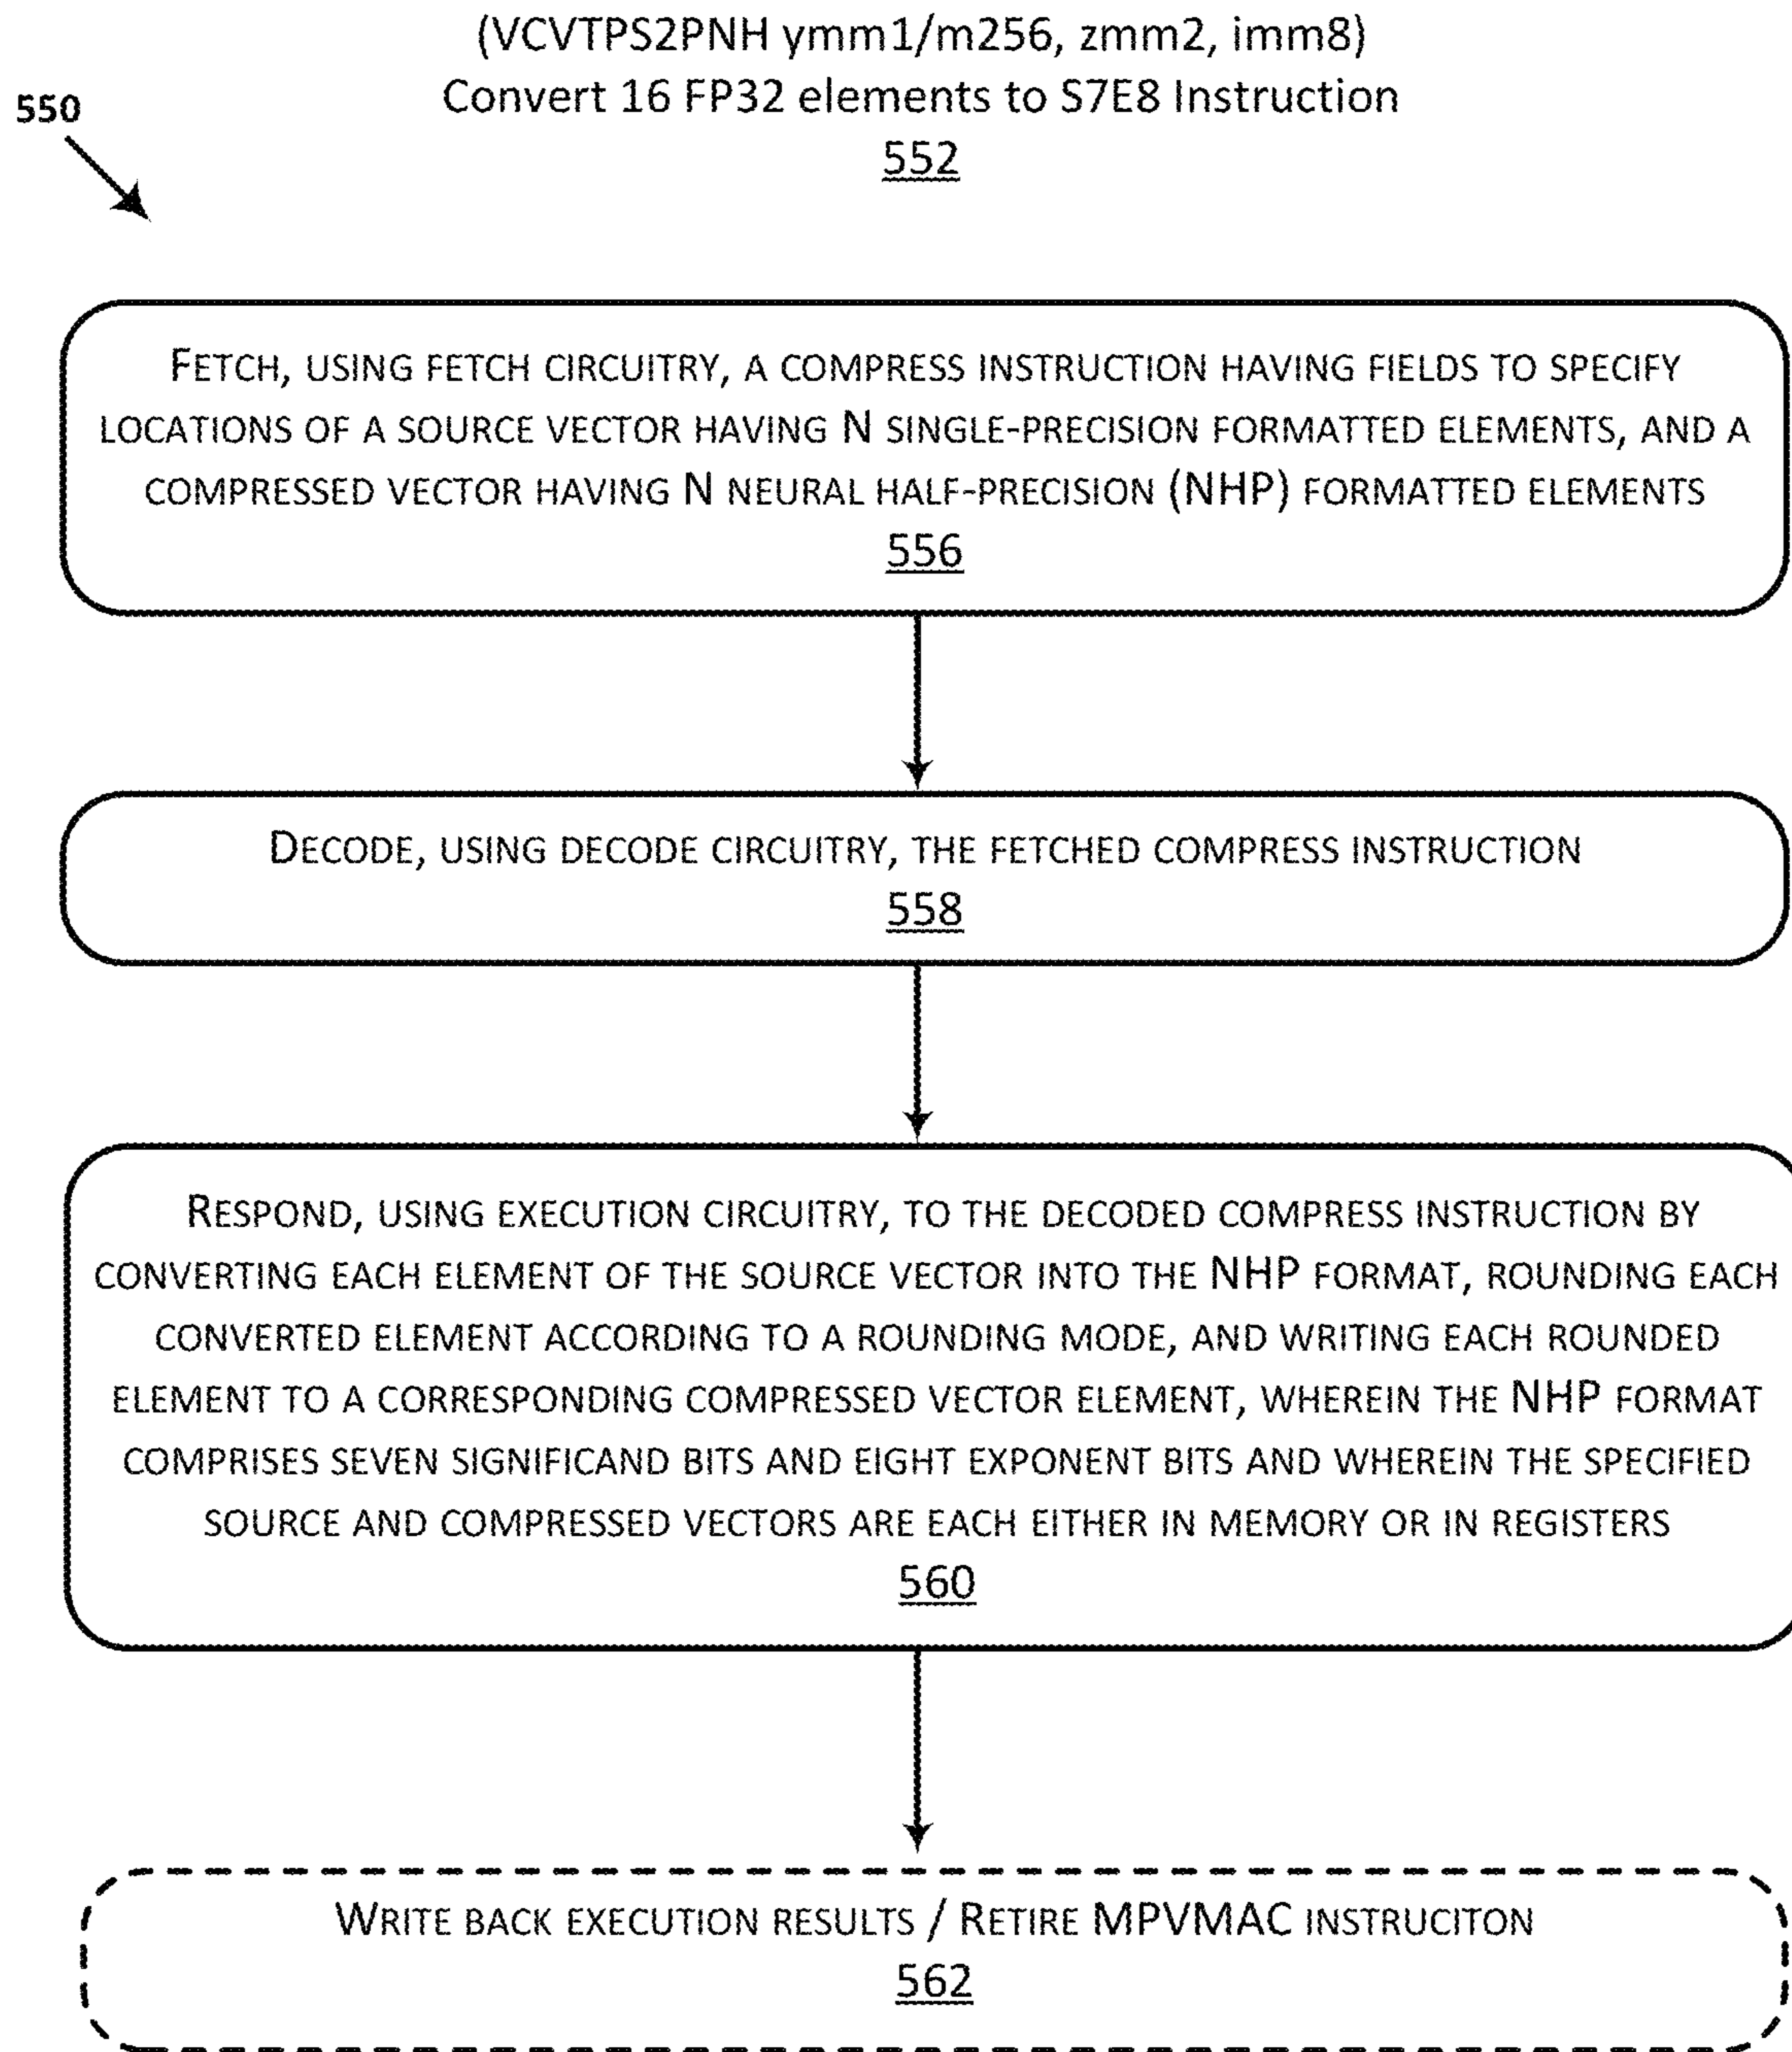 (VCVTPS2PNH ymm1/m256, zmm2, imm8)
Convert 16 FP32 elements to S7E8 Instruction
552
550
FETCH, USING FETCH CIRCUITRY, A COMPRESS INSTRUCTION HAVING FIELDS TO SPECIFY
LOCATIONS OF A SOURCE VECTOR HAVING N SINGLE-PRECISION FORMATTED ELEMENTS, AND A
COMPRESSED VECTOR HAVING N NEURAL HALF-PRECISION (NHP) FORMATTED ELEMENTS
556
DECODE, USING DECODE CIRCUITRY, THE FETCHED COMPRESS INSTRUCTION
558
RESPOND, USING EXECUTION CIRCUITRY, TO THE DECODED COMPRESS INSTRUCTION BY
CONVERTING EACH ELEMENT OF THE SOURCE VECTOR INTO THE NHP FORMAT, ROUNDING EACH
CONVERTED ELEMENT ACCORDING TO A ROUNDING MODE, AND WRITING EACH ROUNDED
ELEMENT TO A CORRESPONDING COMPRESSED VECTOR ELEMENT, WHEREIN THE NHP FORMAT
COMPRISES SEVEN SIGNIFICAND BITS AND EIGHT EXPONENT BITS AND WHEREIN THE SPECIFIED
SOURCE AND COMPRESSED VECTORS ARE EACH EITHER IN MEMORY OR IN REGISTERS
560
WRITE BACK EXECUTION RESULTS / RETIRE MPVMAC INSTRUCITON
562